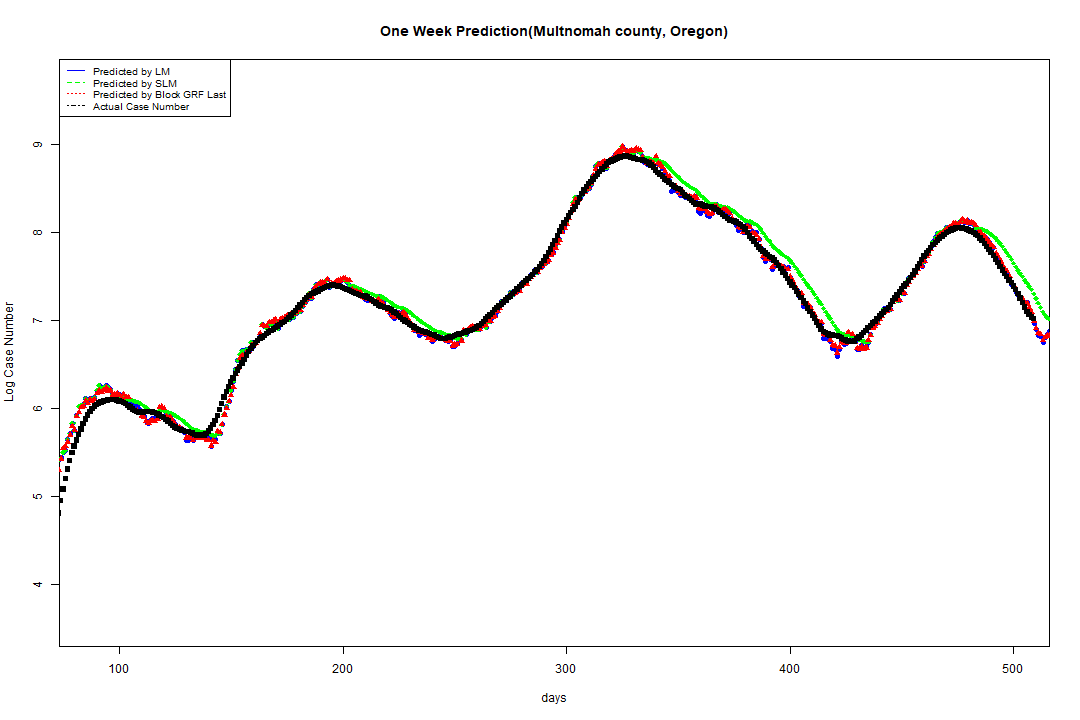 One Week Prediction(Multnomah county, Oregon)
Predicted by LM
Predicted by SLM
Predicted by Block GRF Last
Actual Case Number
9
8
7
6
5
4
Log Case Number
100 200 300 400 500
days